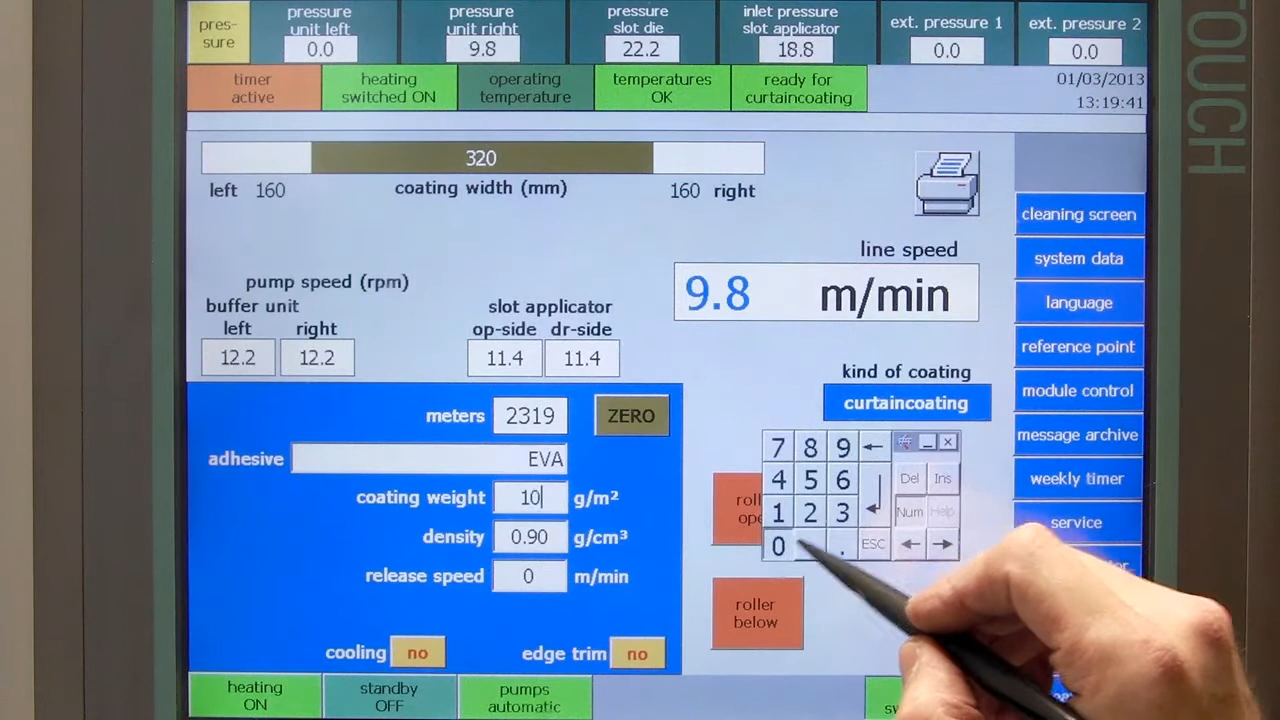 pres-
sure
pressure
unit left
0.0
pressure
unit right
9.8
pressure
slot die
22.2
inlet pressure
slot applicator
18.8
ext. pressure 1
0.0
ext. pressure 2
0.0
timer
active
heating
switched ON
operating
temperature
temperatures
OK
ready for
curtaincoating
01/03/2013
13:19:41
TOUCH
320
left 160 coating width (mm) 160 right
cleaning screen
system data
language
reference point
module control
message archive
weekly timer
service
line speed
9.8 m/min
pump speed (rpm)
buffer unit
left right
12.2 12.2
slot applicator
op-side dr-side
11.4 11.4
kind of coating
curtaincoating
meters 2319 ZERO
adhesive EVA
coating weight 10 g/m²
density 0.90 g/cm³
release speed 0 m/min
cooling no edge trim no
7 8 9 ←
4 5 6 Del Ins
1 2 3 Num Help
0 . ESC ← →
roller
below
heating
ON
standby
OFF
pumps
automatic